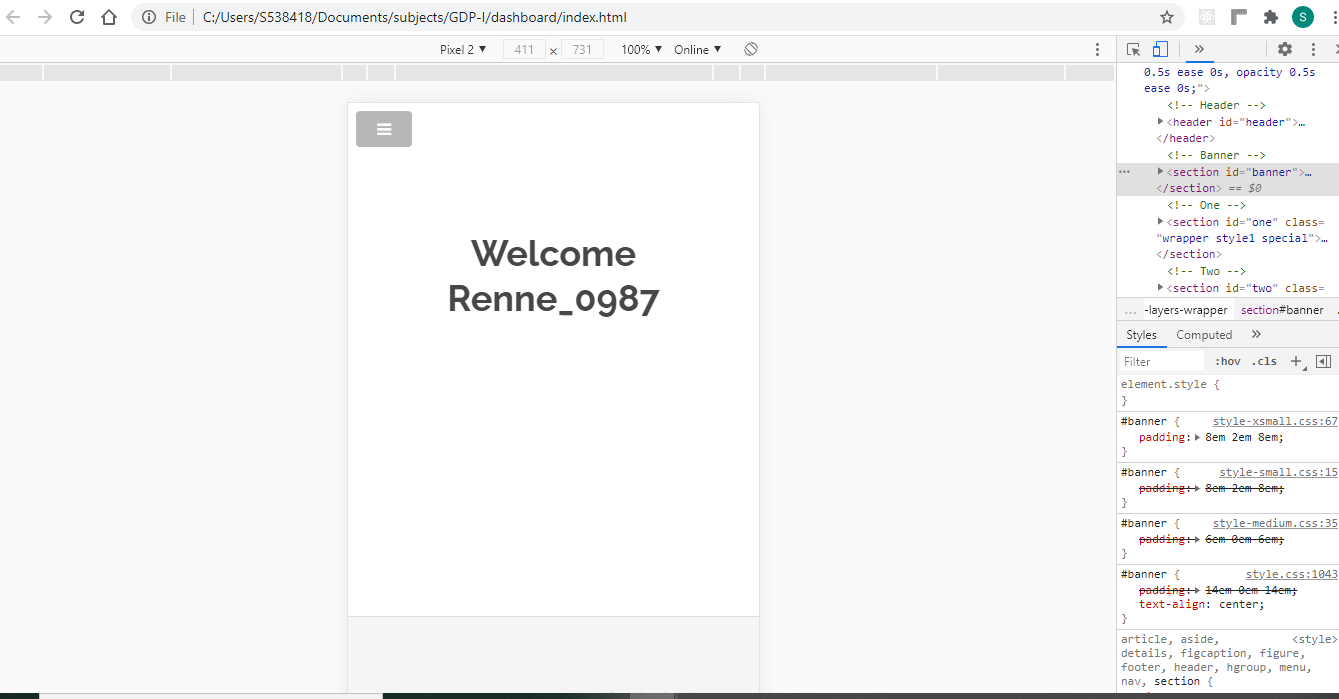 File C:/Users/S538418/Documents/subjects/GDP-I/dashboard/index.html S
Pixel 2 ▼ 411 x 731 100% ▼ Online ▼
Welcome
Renne_0987
0.5s ease 0s, opacity 0.5s
ease 0s;">
<!-- Header -->
<header id="header">…
</header>
<!-- Banner -->
<section id="banner">…
</section> == $0
<!-- One -->
<section id="one" class=
"wrapper style1 special">…
</section>
<!-- Two -->
<section id="two" class=
... -layers-wrapper section#banner
Styles Computed
Filter :hov .cls +
element.style {
}
#banner { style-xsmall.css:67
padding: 8em 2em 8em;
}
#banner { style-small.css:15
padding: 8em 2em 8em;
}
#banner { style-medium.css:35
padding: 6em 0em 6em;
}
#banner { style.css:1043
padding: 14em 0em 14em;
text-align: center;
}
article, aside, <style>
details, figcaption, figure,
footer, header, hgroup, menu,
nav, section {